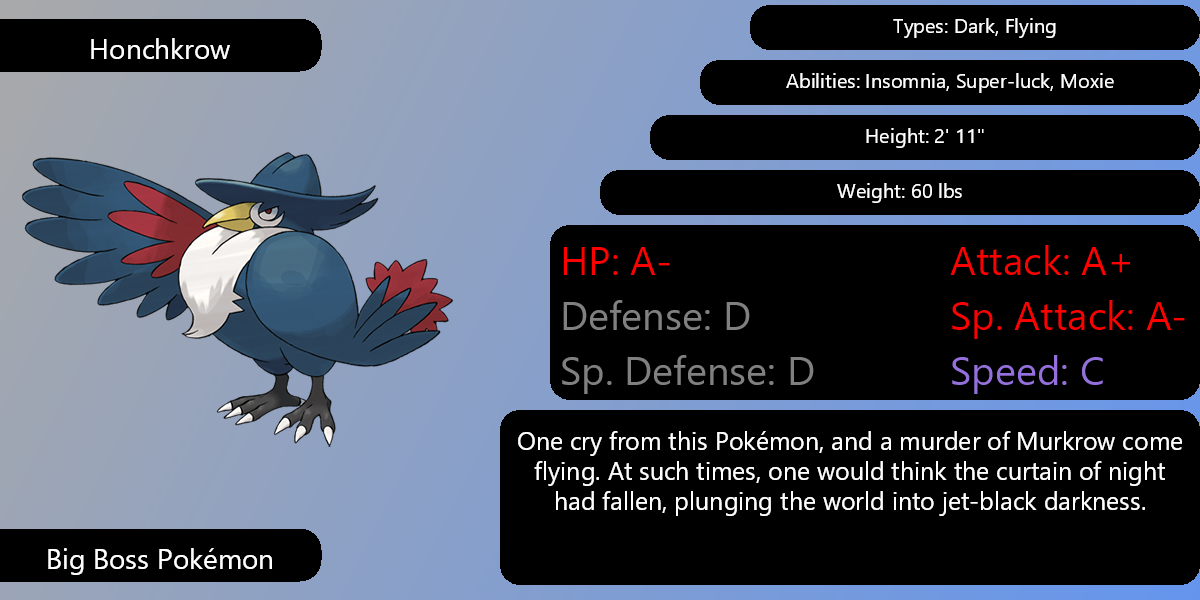 Honchkrow
Types: Dark, Flying
Abilities: Insomnia, Super-luck, Moxie
Height: 2' 11"
Weight: 60 lbs
HP: A-
Attack: A+
Defense: D
Sp. Attack: A-
Sp. Defense: D
Speed: C
One cry from this Pokémon, and a murder of Murkrow come
flying. At such times, one would think the curtain of night
had fallen, plunging the world into jet-black darkness.
Big Boss Pokémon